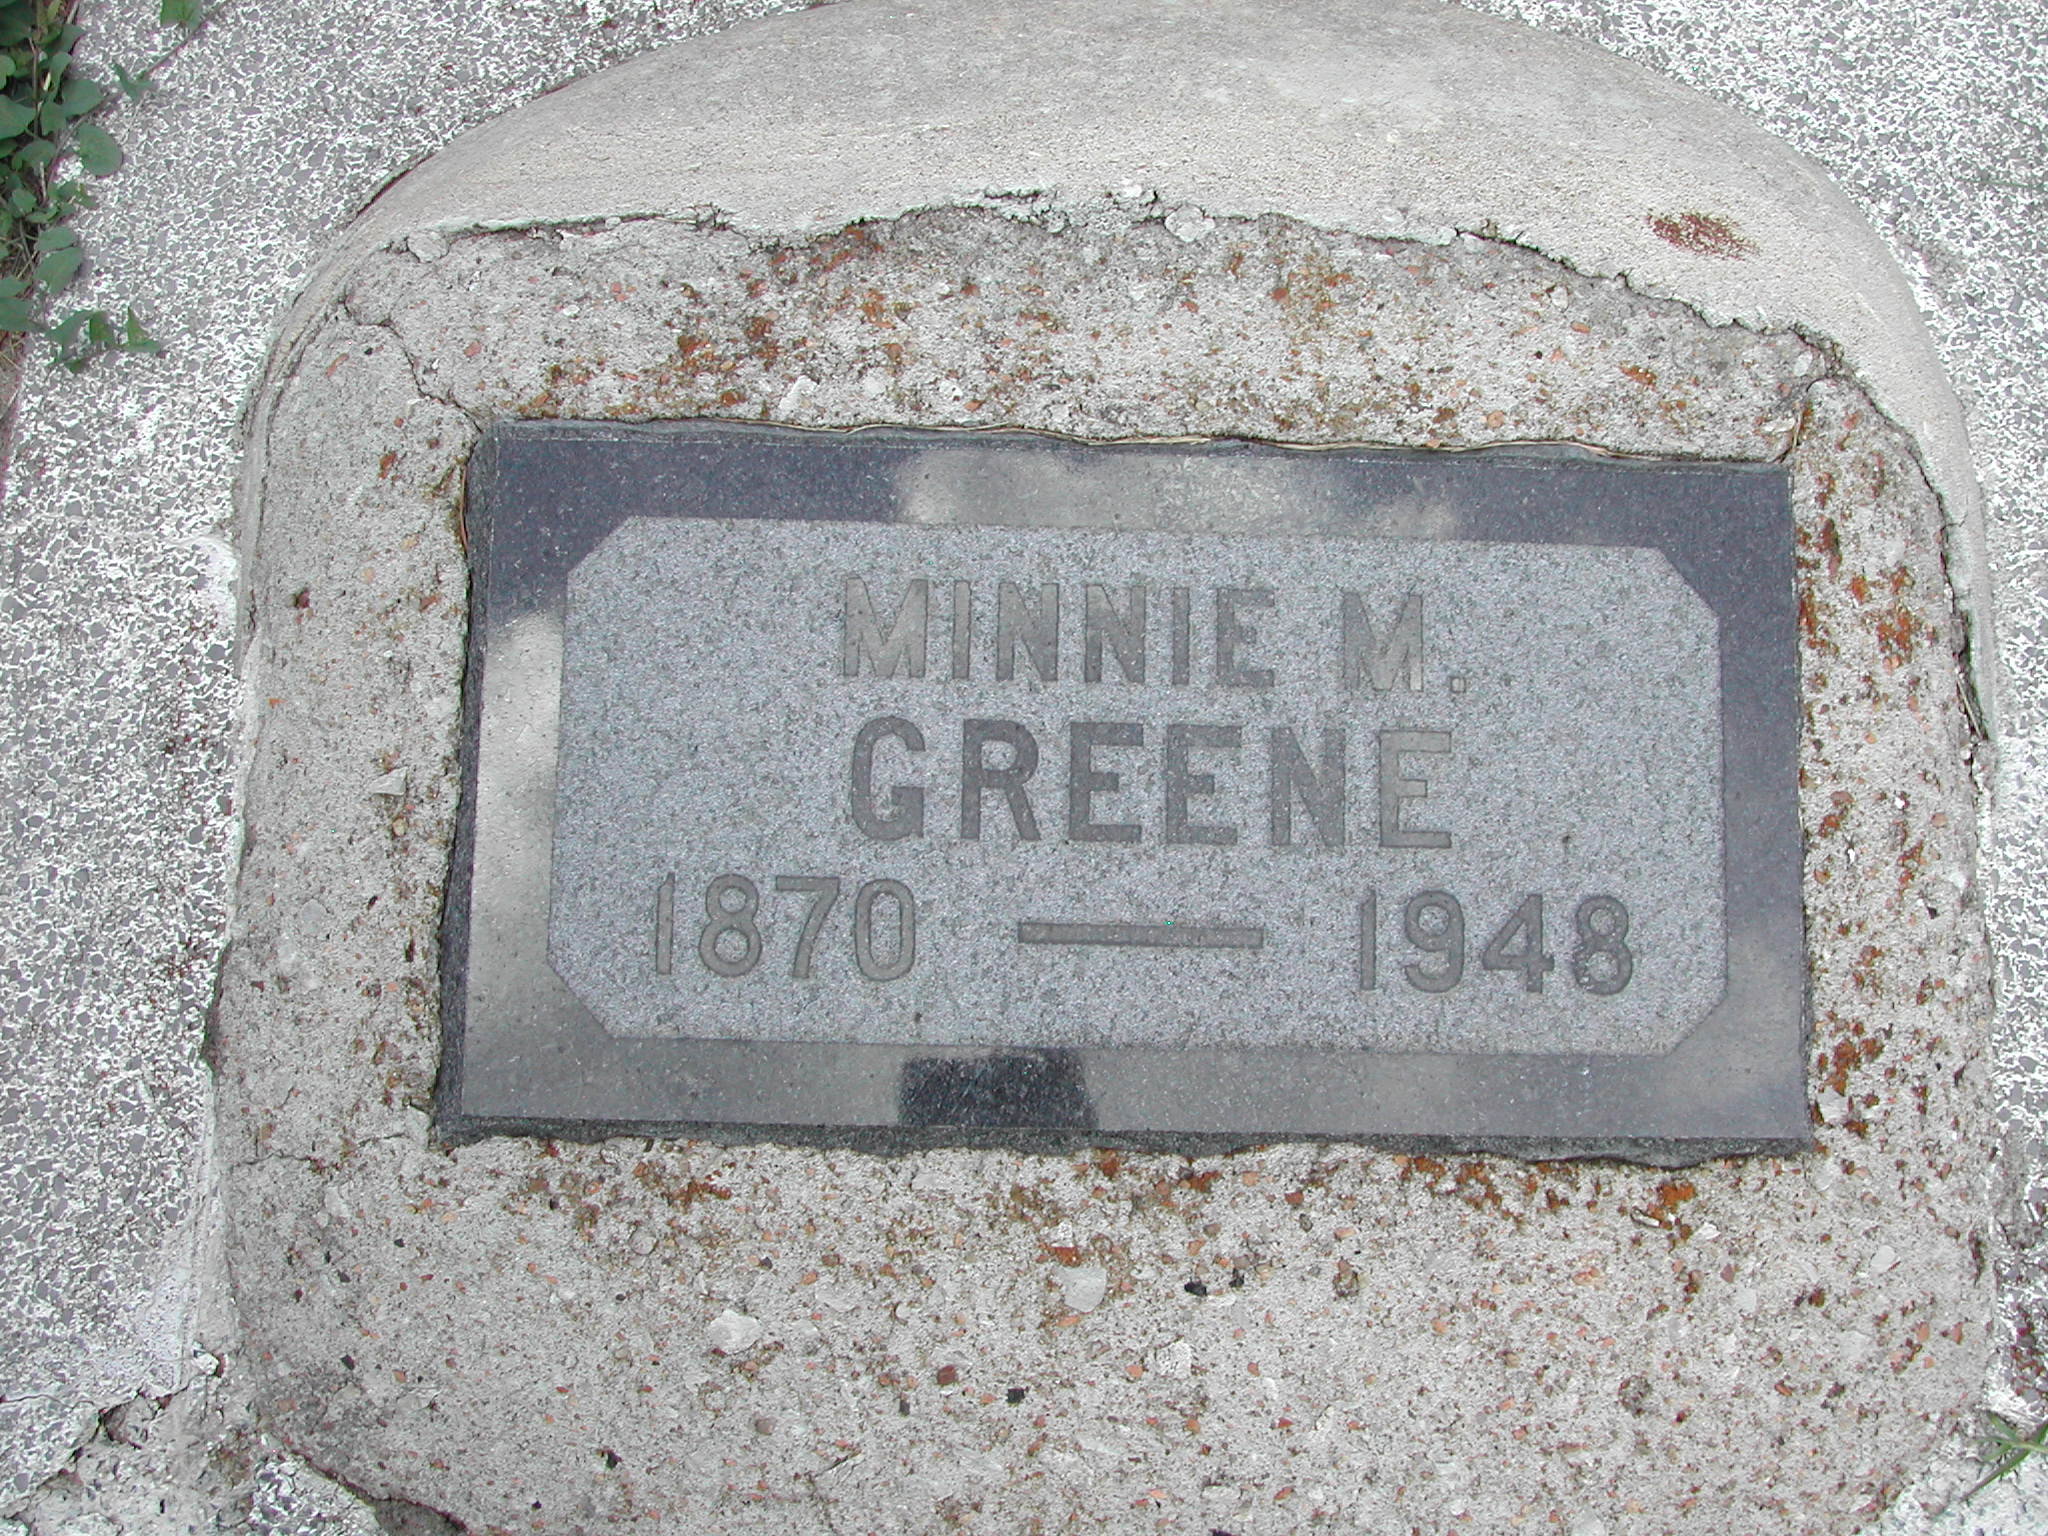 MINNIE M.
GREENE
1870 — 1948